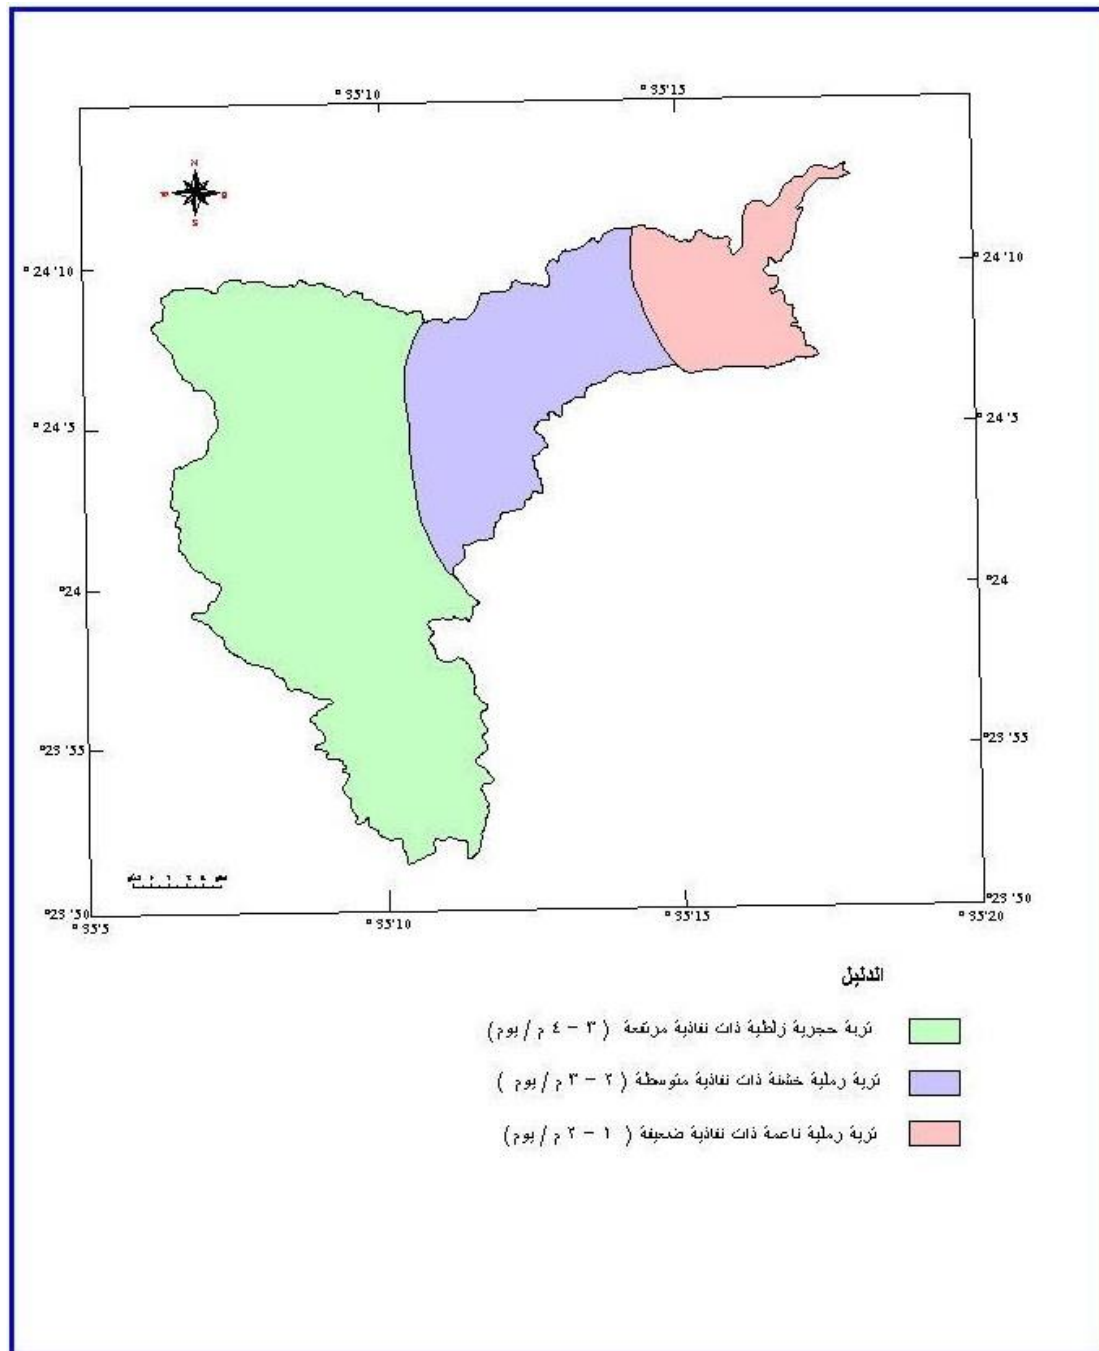 ° 35'10
° 35'15
N
S
° 24 '10
° 24 '10
° 24 '5
° 24 '5
° 24
° 24
° 23 '55
° 23 '55
° 23 '50
° 23 '50
° 35'5
° 35'10
° 35'15
° 35'20
الدليل
تربة حجرية زلطية ذات نفاذية مرتفعة ( ٣ – ٤ م / يوم)
تربة رملية خشنة ذات نفاذية متوسطة ( ٢ – ٣ م / يوم )
تربة رملية ناعمة ذات نفاذية ضعيفة ( ١ – ٢ م / يوم)